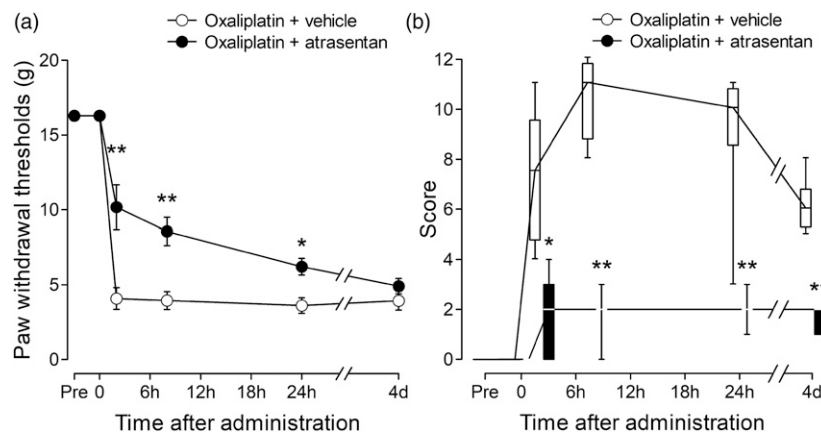 (a)
Oxaliplatin + vehicle
Oxaliplatin + atrasentan
Paw withdrawal thresholds (g)
20
15
10
5
0
**
**
*
Pre 0 6h 12h 18h 24h 4d
Time after administration
(b)
Oxaliplatin + vehicle
Oxaliplatin + atrasentan
Score
12
10
8
6
4
2
0
*
**
**
**
Pre 0 6h 12h 18h 24h 4d
Time after administration